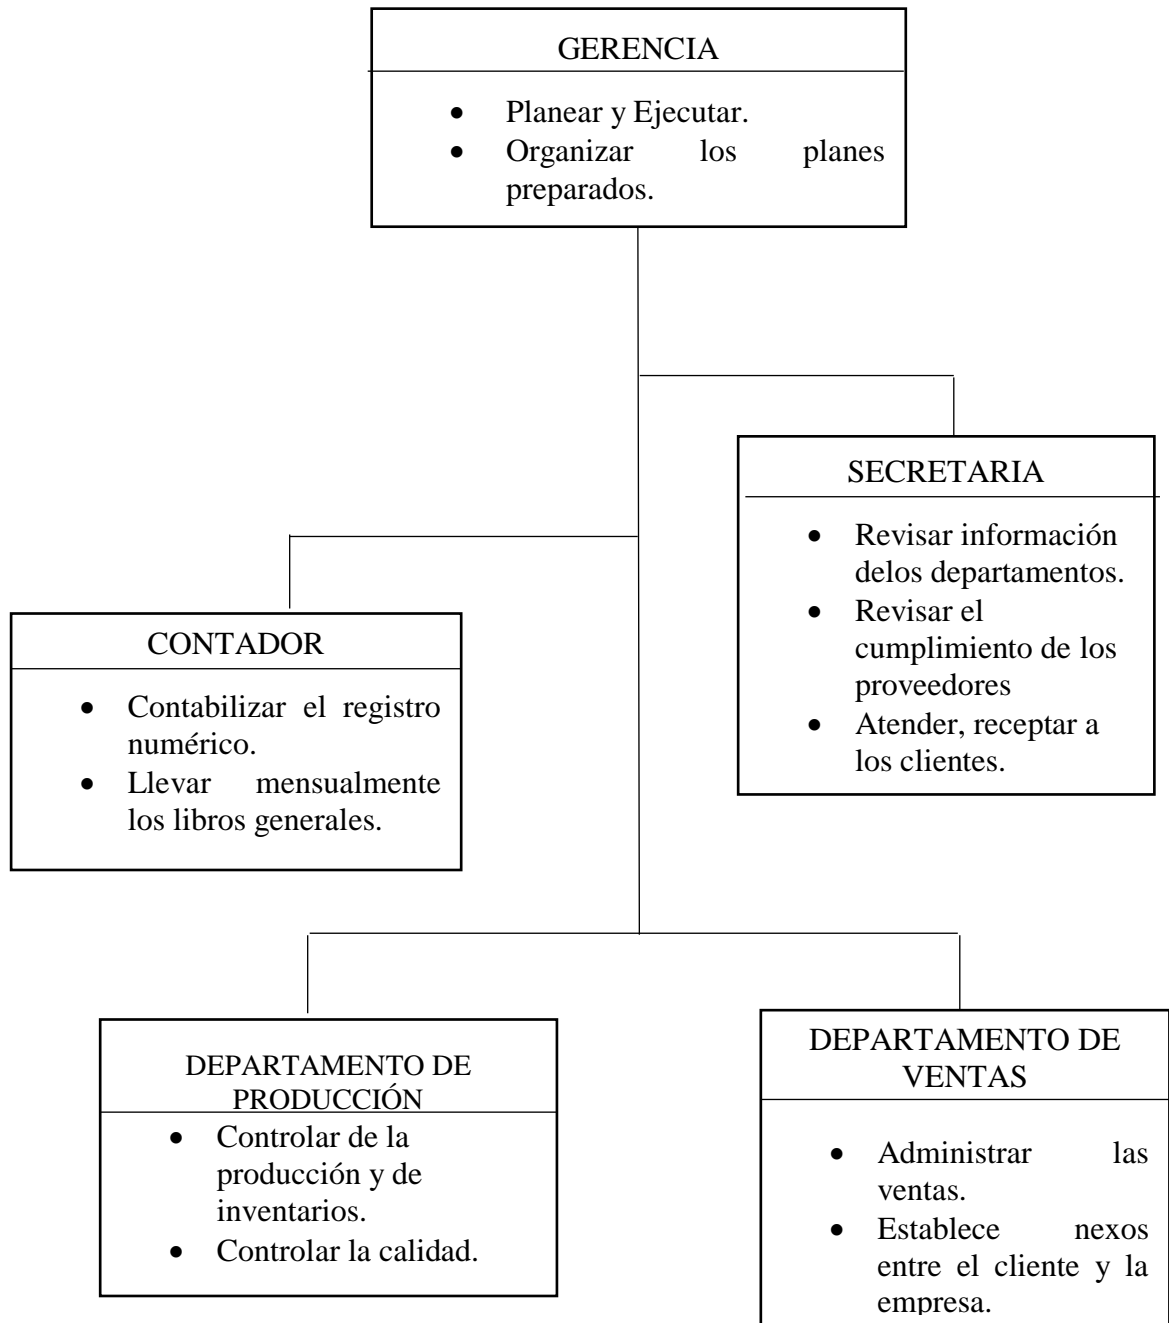 GERENCIA
• Planear y Ejecutar.
• Organizar los planes
preparados.
SECRETARIA
• Revisar información
delos departamentos.
• Revisar el
cumplimiento de los
proveedores
• Atender, receptar a
los clientes.
CONTADOR
• Contabilizar el registro
numérico.
• Llevar mensualmente
los libros generales.
DEPARTAMENTO DE
PRODUCCIÓN
• Controlar de la
producción y de
inventarios.
• Controlar la calidad.
DEPARTAMENTO DE
VENTAS
• Administrar las
ventas.
• Establece nexos
entre el cliente y la
empresa.